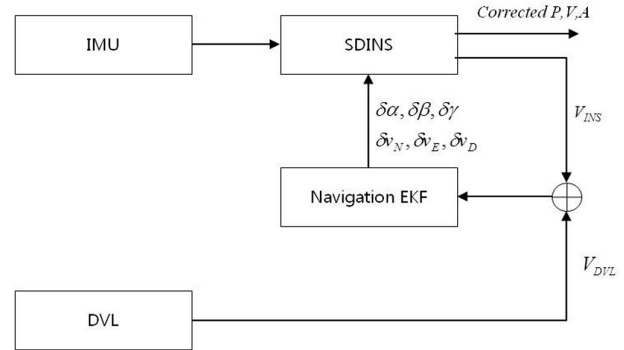 Corrected P,V,A
IMU
SDINS
δα, δβ, δγ
δv_N, δv_E, δv_D
V_INS
Navigation EKF
V_DVL
DVL